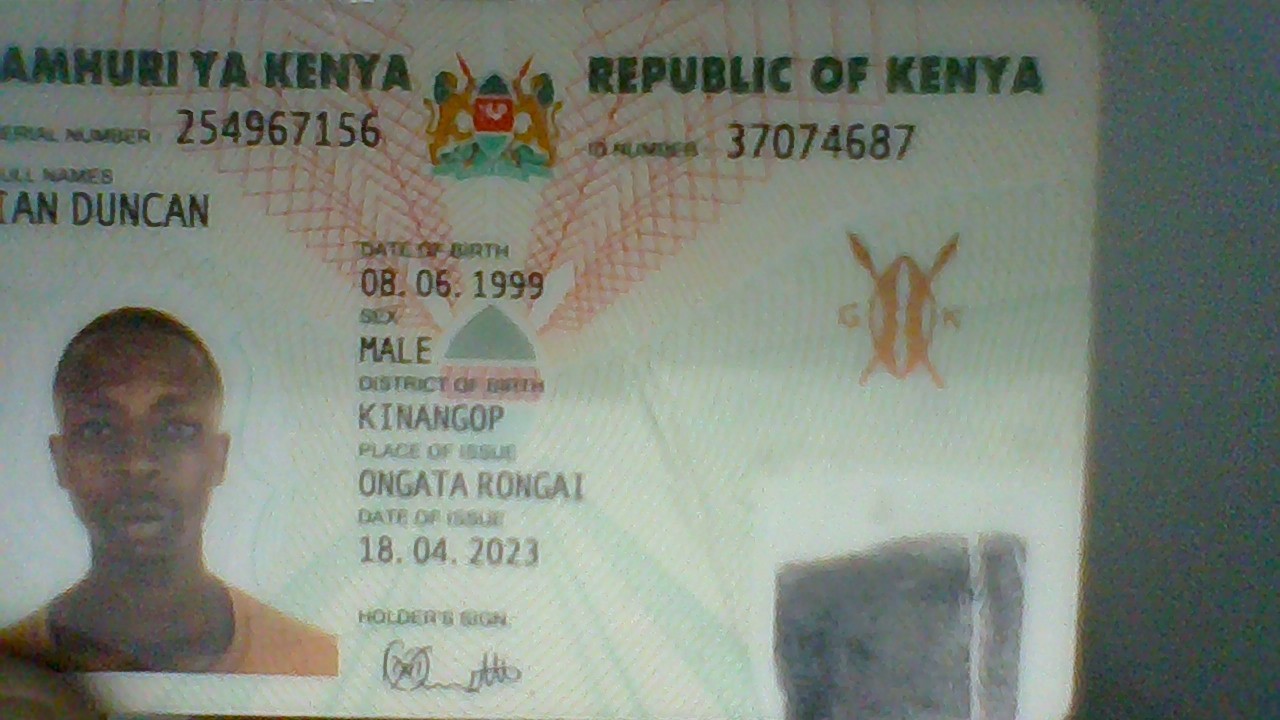 AMHURI YA KENYA
REPUBLIC OF KENYA
ERIAL NUMBER 254967156
ID NUMBER 37074687
ULL NAMES
IAN DUNCAN
DATE OF BIRTH
08. 06. 1999
SEX
MALE
DISTRICT OF BIRTH
KINANGOP
PLACE OF ISSUE
ONGATA RONGAI
DATE OF ISSUE
18. 04. 2023
HOLDER'S SIGN.
G K